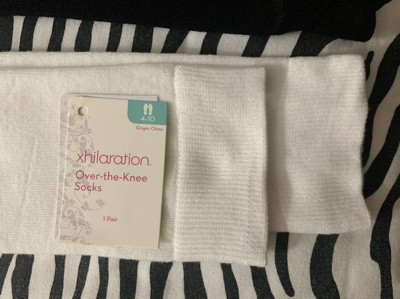 4-10
Origin: China
xhilaration.
Over-the-Knee
Socks
1 Pair